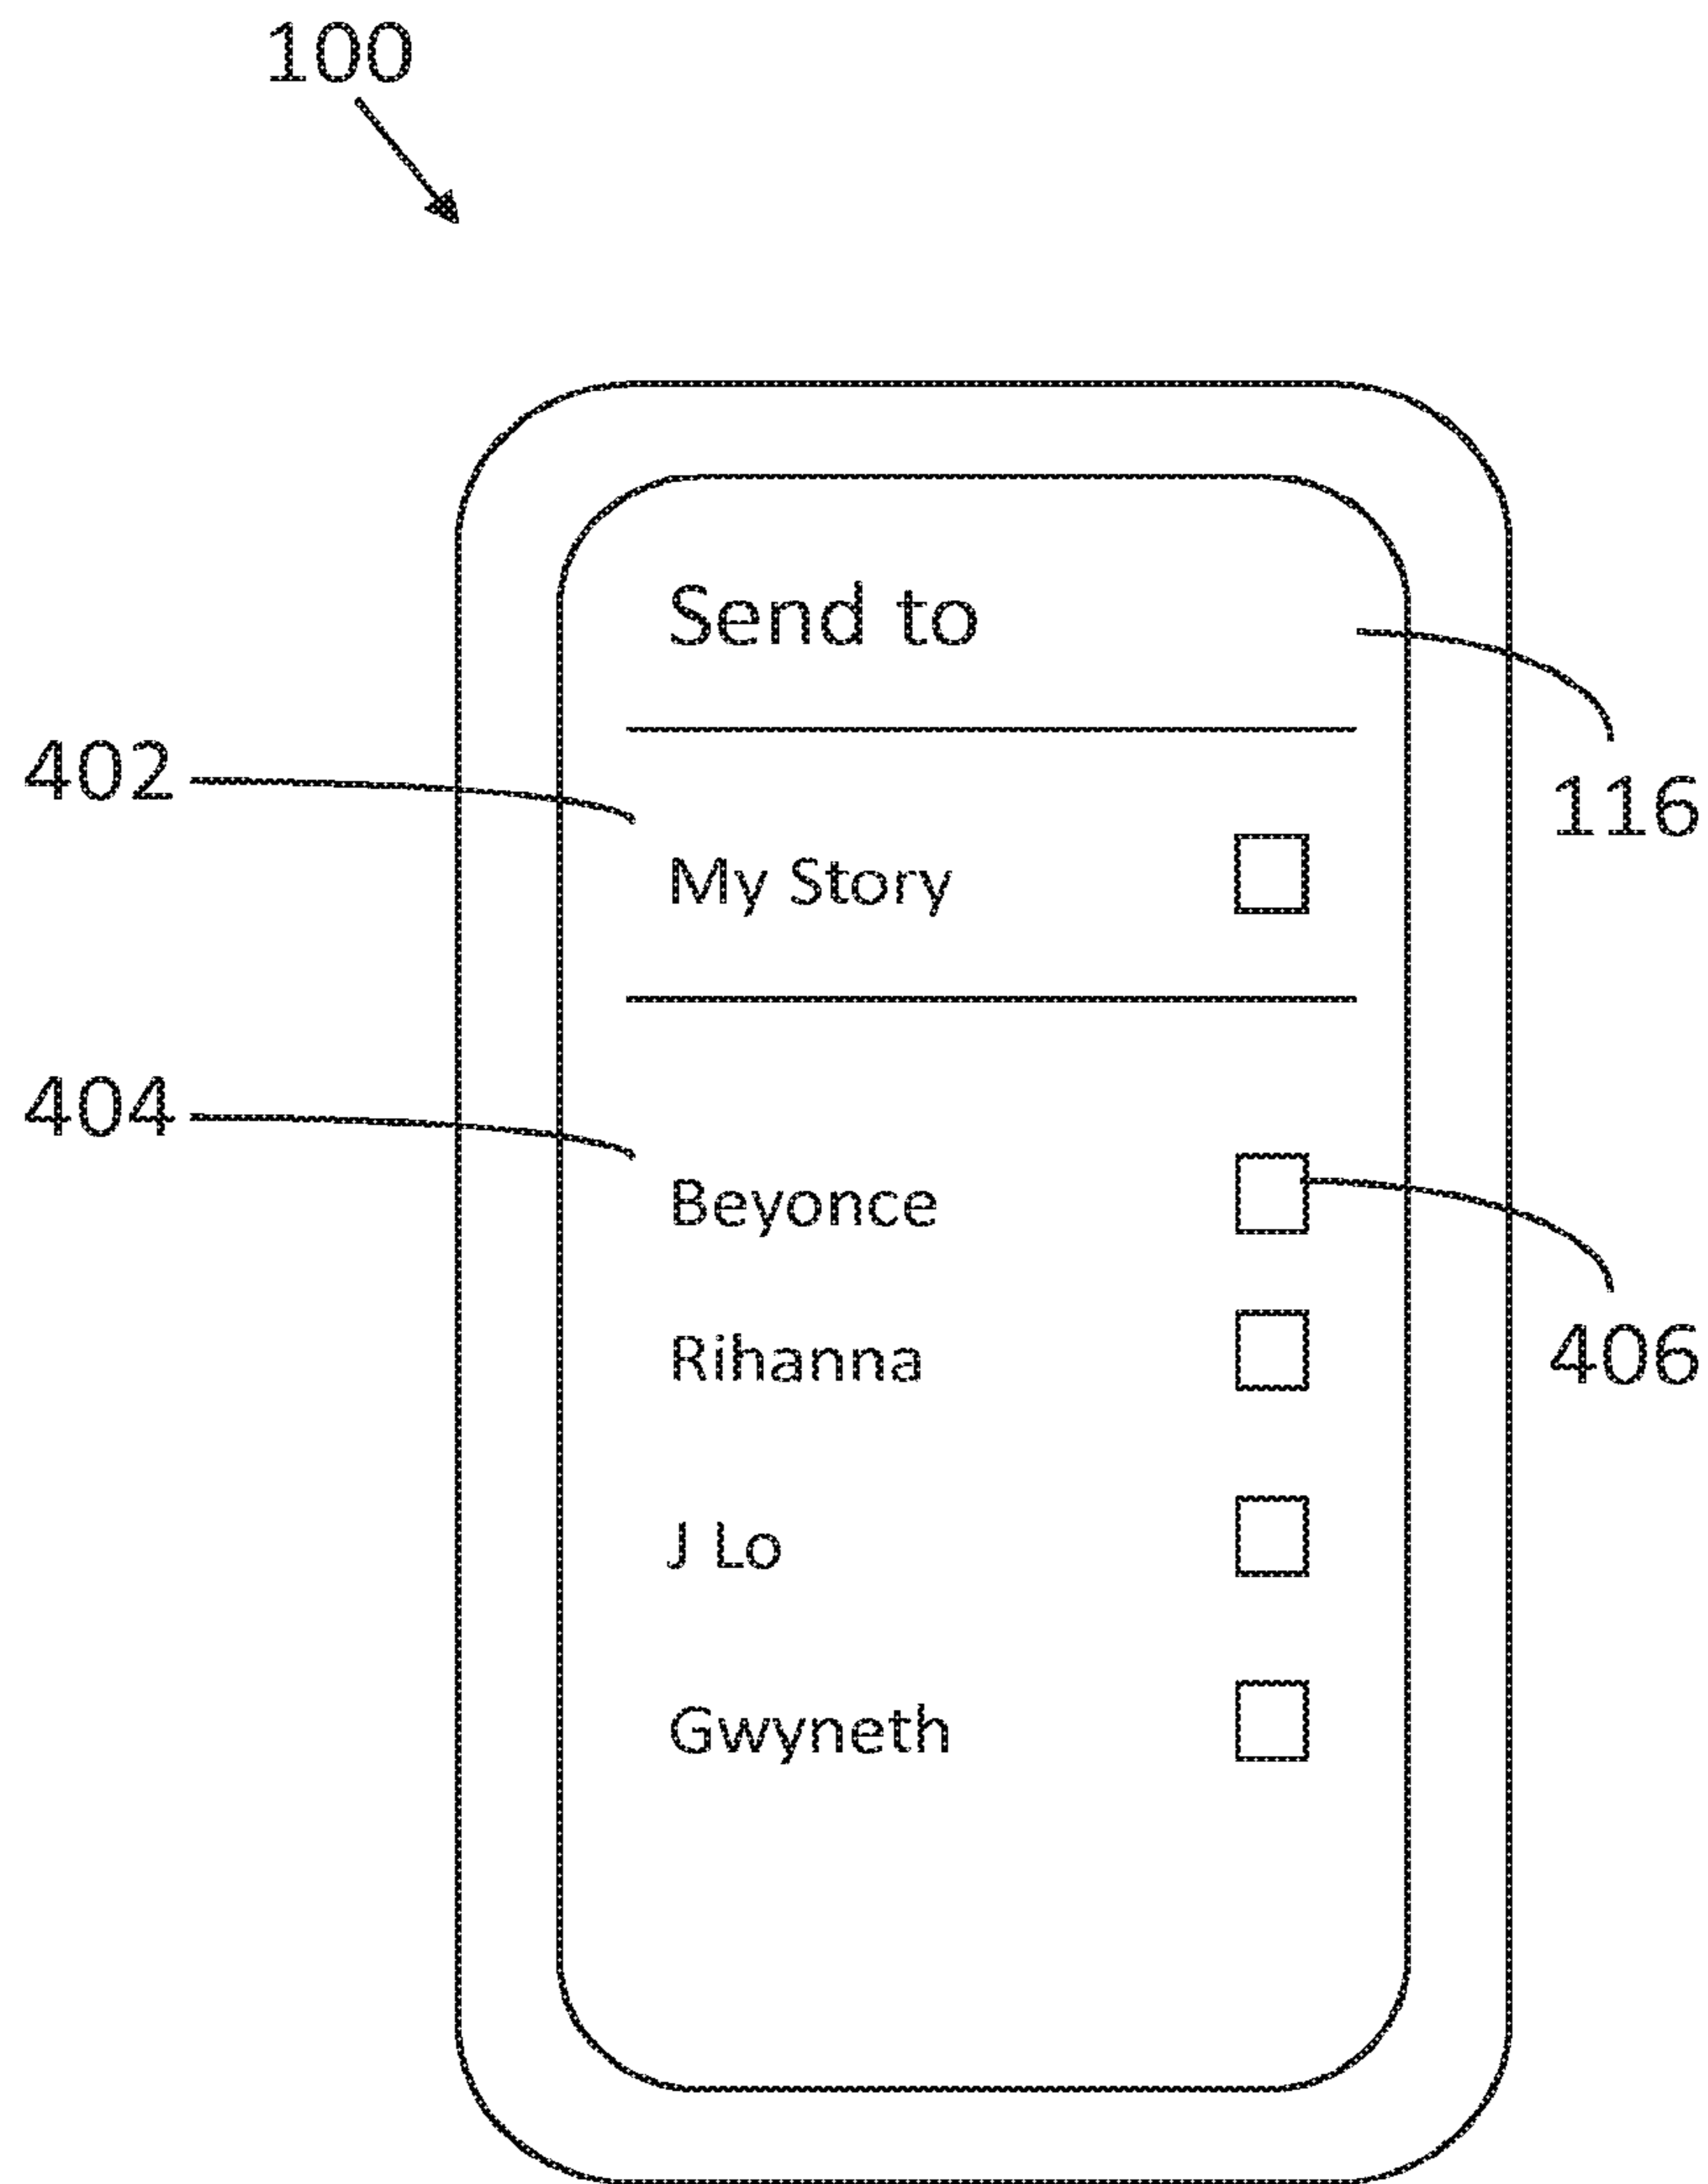 100
Send to
116
402
My Story
404
Beyonce
406
Rihanna
J Lo
Gwyneth